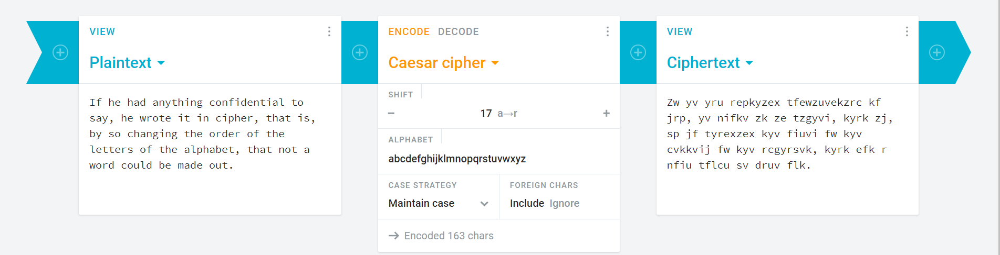 VIEW
Plaintext
If he had anything confidential to
say, he wrote it in cipher, that is,
by so changing the order of the
letters of the alphabet, that not a
word could be made out.
ENCODE DECODE
Caesar cipher
SHIFT
− 17 a→r +
ALPHABET
abcdefghijklmnopqrstuvwxyz
CASE STRATEGY
Maintain case
FOREIGN CHARS
Include Ignore
→ Encoded 163 chars
VIEW
Ciphertext
Zw yv yru repkyzex tfewzuvekzrc kf
jrp, yv nifkv zk ze tzgyvi, kyrk zj,
sp jf tyrexzex kyv fiuvi fw kyv
cvkkvij fw kyv rcgyrsvk, kyrk efk r
nfiu tflcu sv druv flk.